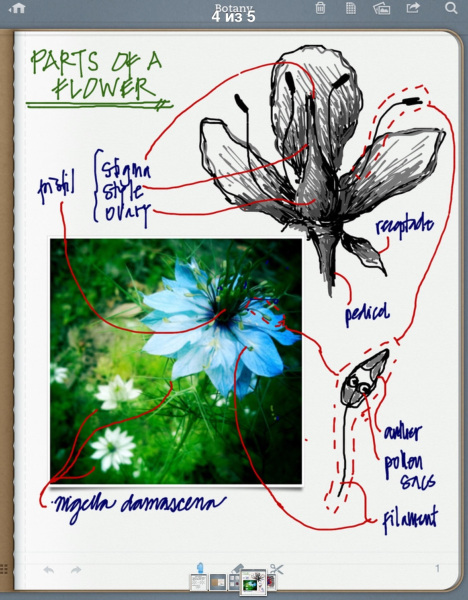 Botany
4 из 5
PARTS OF A
FLOWER
pistil
stigma
style
ovary
receptacle
pedicel
anther
pollen
sacs
filament
nigella damascena
1